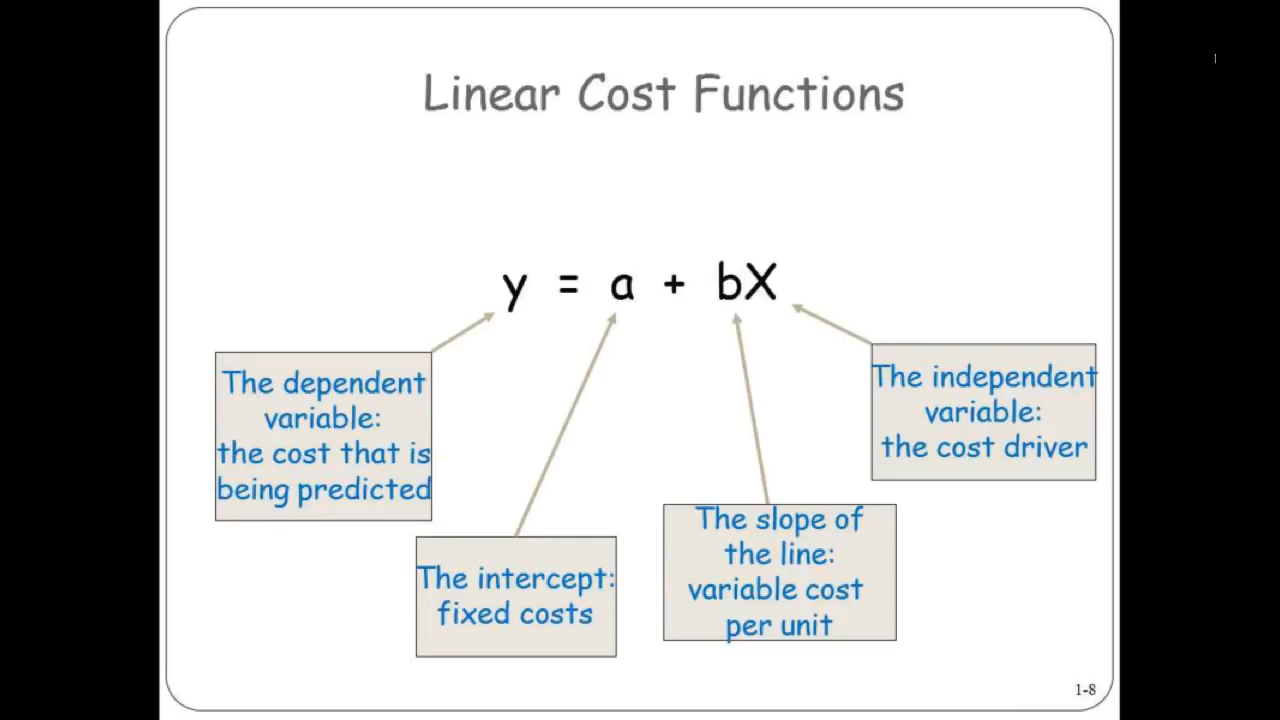 Linear Cost Functions
y = a + bX
The dependent
variable:
the cost that is
being predicted
The intercept:
fixed costs
The slope of
the line:
variable cost
per unit
The independent
variable:
the cost driver
1-8